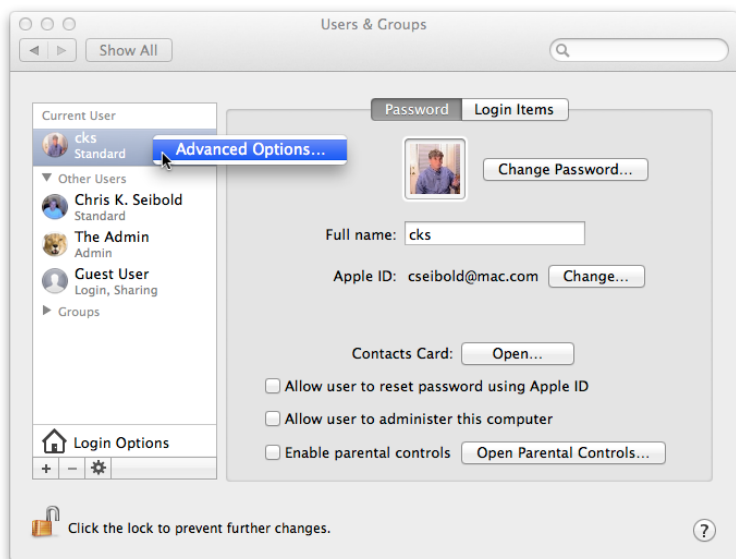 Users & Groups
Show All
Current User
cks
Standard
Advanced Options...
Other Users
Chris K. Seibold
Standard
The Admin
Admin
Guest User
Login, Sharing
Groups
Login Options
+ −
Password Login Items
Change Password...
Full name: cks
Apple ID: cseibold@mac.com Change...
Contacts Card: Open...
Allow user to reset password using Apple ID
Allow user to administer this computer
Enable parental controls Open Parental Controls...
Click the lock to prevent further changes.
?